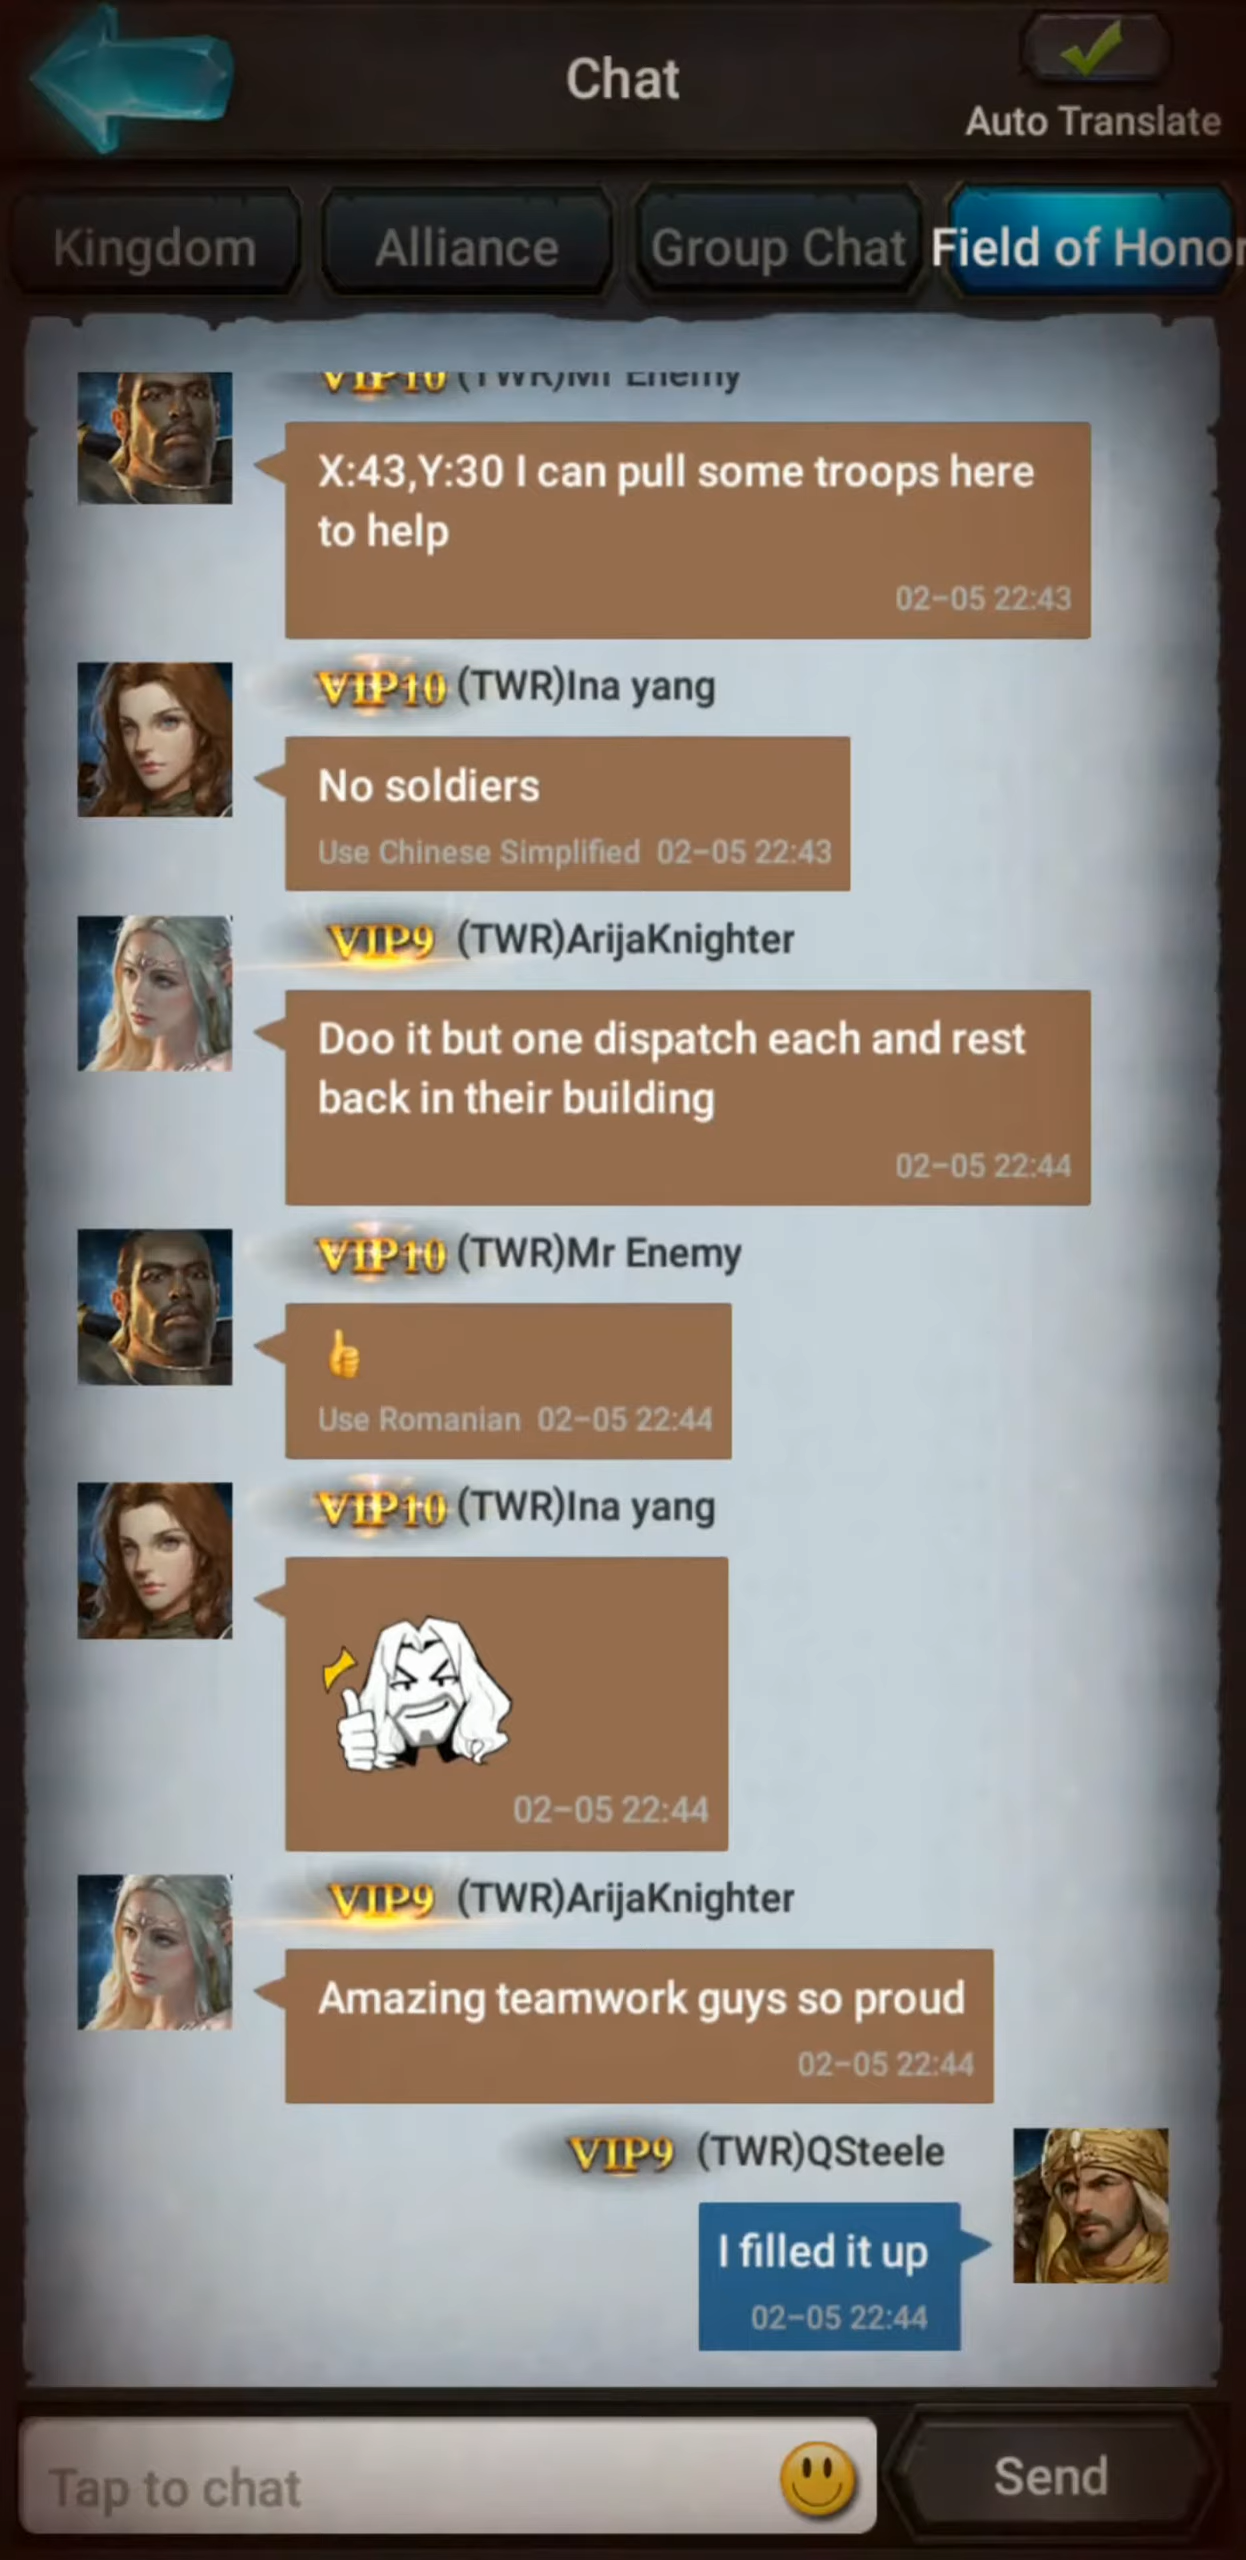 Chat
Auto Translate
Kingdom
Alliance
Group Chat
Field of Honor
VIP10 (TWR)Mr Enemy
X:43,Y:30 I can pull some troops here
to help
02-05 22:43
VIP10 (TWR)Ina yang
No soldiers
Use Chinese Simplified 02-05 22:43
VIP9 (TWR)ArijaKnighter
Doo it but one dispatch each and rest
back in their building
02-05 22:44
VIP10 (TWR)Mr Enemy
👍
Use Romanian 02-05 22:44
VIP10 (TWR)Ina yang
02-05 22:44
VIP9 (TWR)ArijaKnighter
Amazing teamwork guys so proud
02-05 22:44
VIP9 (TWR)QSteele
I filled it up
02-05 22:44
Tap to chat
Send